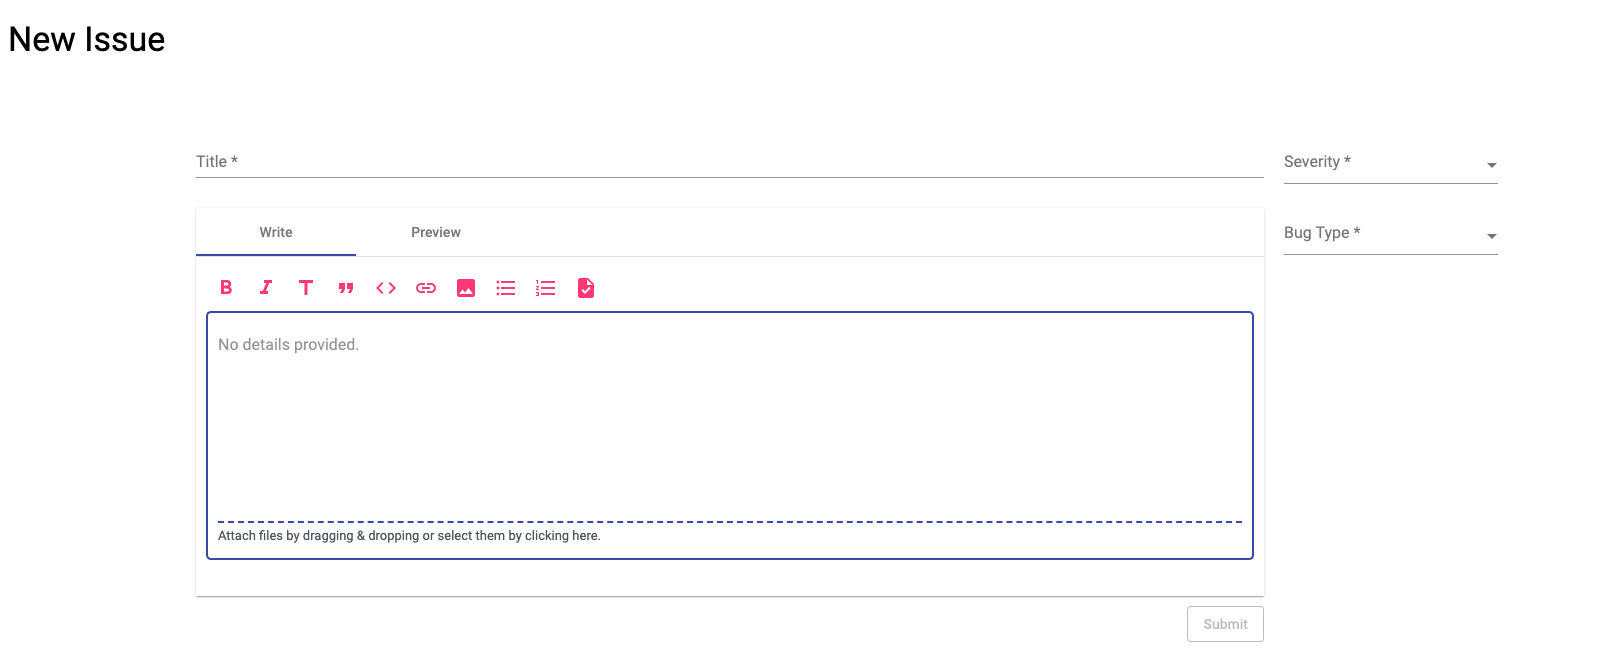 New Issue
Title *
Severity *
Write
Preview
Bug Type *
No details provided.
Attach files by dragging & dropping or select them by clicking here.
Submit